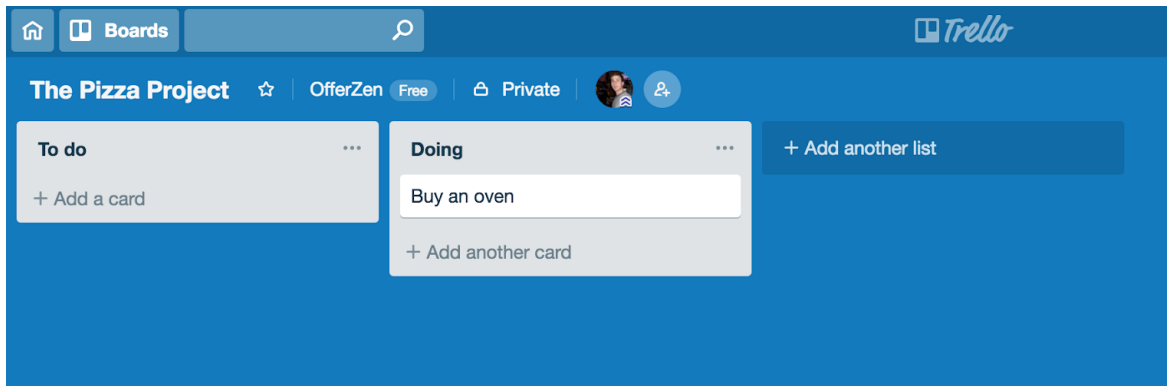 Boards
Trello
The Pizza Project OfferZen Free Private
To do
+ Add a card
Doing
Buy an oven
+ Add another card
+ Add another list